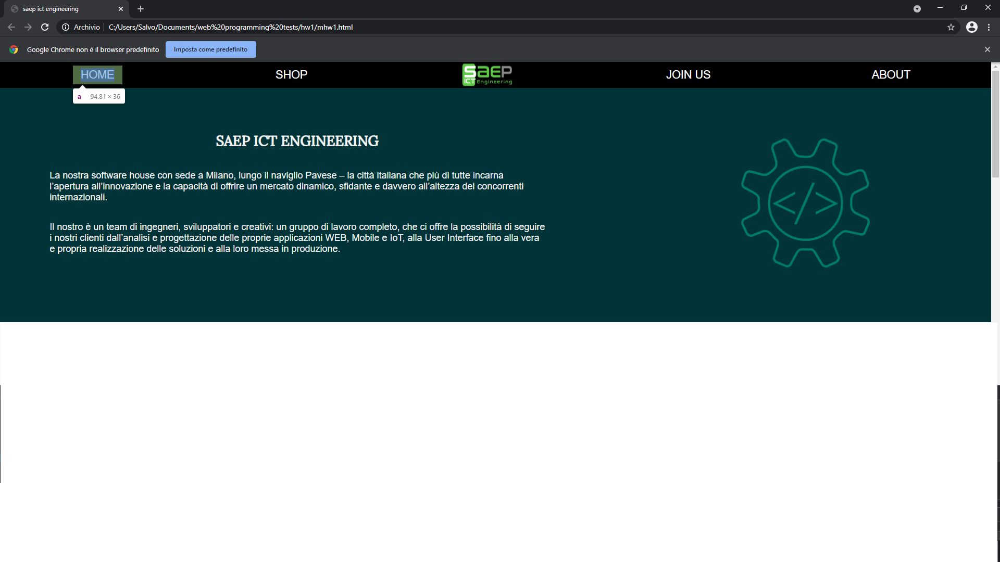 saep ict engineering
Archivio C:/Users/Salvo/Documents/web%20programming%20tests/hw1/mhw1.html
Google Chrome non è il browser predefinito Imposta come predefinito
HOME SHOP saeP ICT Engineering JOIN US ABOUT
a 94.81 × 36
SAEP ICT ENGINEERING
La nostra software house con sede a Milano, lungo il naviglio Pavese – la città italiana che più di tutte incarna
l’apertura all’innovazione e la capacità di offrire un mercato dinamico, sfidante e davvero all’altezza dei concorrenti
internazionali.
Il nostro è un team di ingegneri, sviluppatori e creativi: un gruppo di lavoro completo, che ci offre la possibilità di seguire
i nostri clienti dall’analisi e progettazione delle proprie applicazioni WEB, Mobile e IoT, alla User Interface fino alla vera
e propria realizzazione delle soluzioni e alla loro messa in produzione.
</>